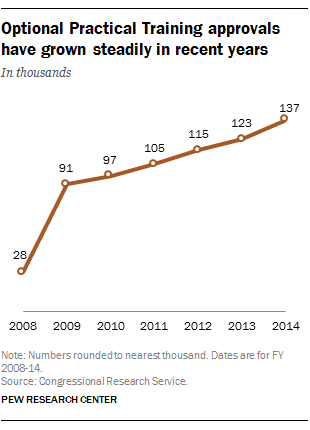 Optional Practical Training approvals
have grown steadily in recent years
In thousands
137
123
115
105
97
91
28
2008 2009 2010 2011 2012 2013 2014
Note: Numbers rounded to nearest thousand. Dates are for FY
2008-14.
Source: Congressional Research Service.
PEW RESEARCH CENTER